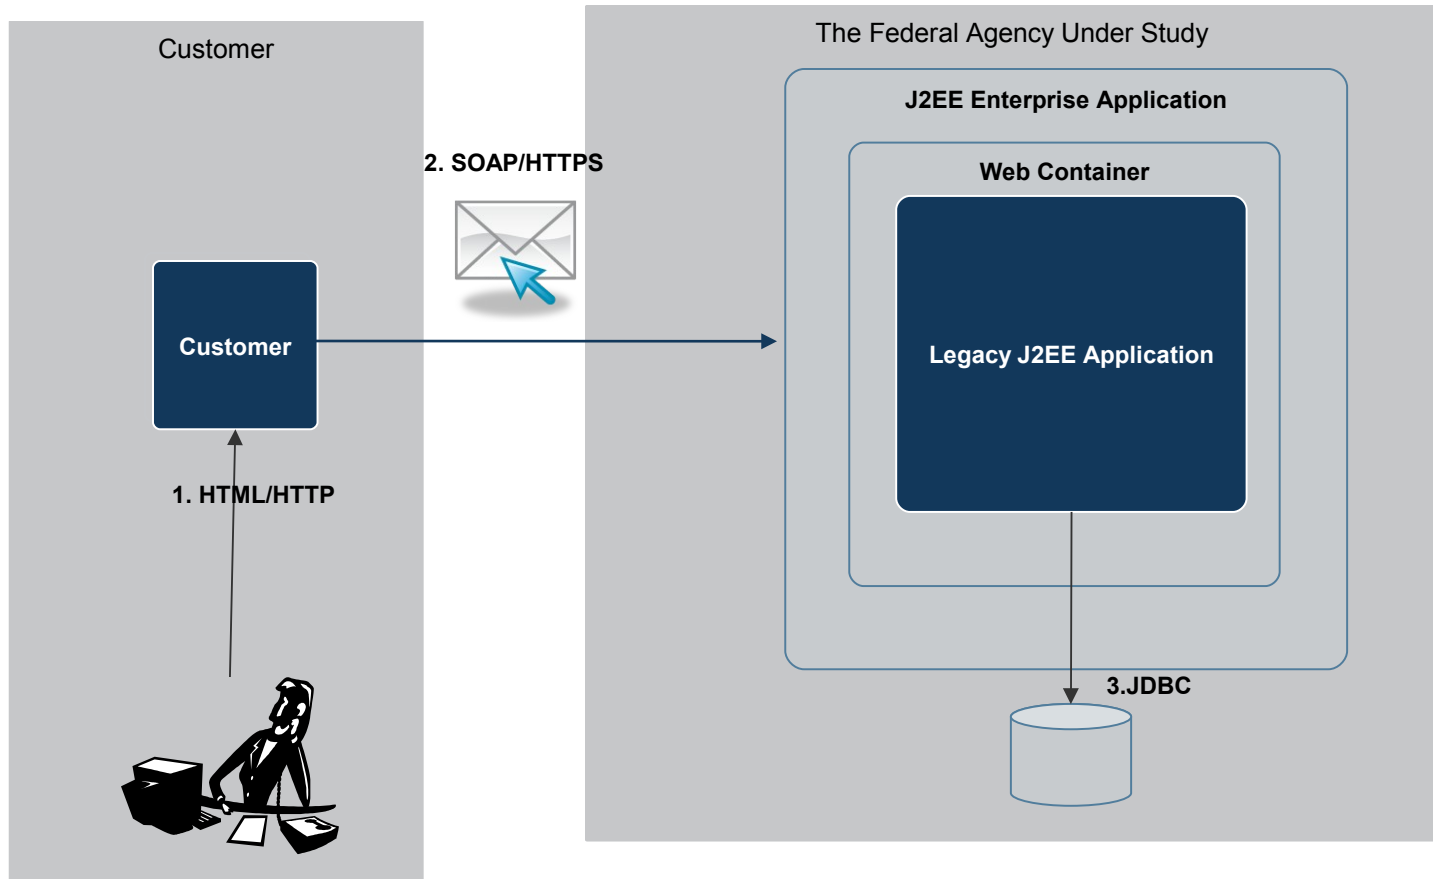 Customer
The Federal Agency Under Study
J2EE Enterprise Application
2. SOAP/HTTPS
Web Container
Customer
Legacy J2EE Application
1. HTML/HTTP
3.JDBC